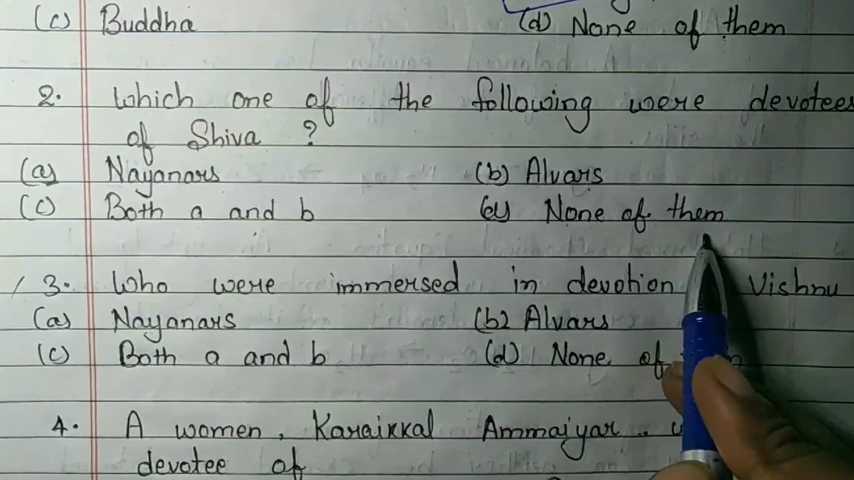 (c) Buddha (d) None of them
2. Which one of the following were devotees
of Shiva ?
(a) Nayanars (b) Alvars
(c) Both a and b (d) None of them
3. Who were immersed in devotion Vishnu
(a) Nayanars (b) Alvars
(c) Both a and b (d) None of
4. A women, Karaikkal Ammaiyar.
devotee of